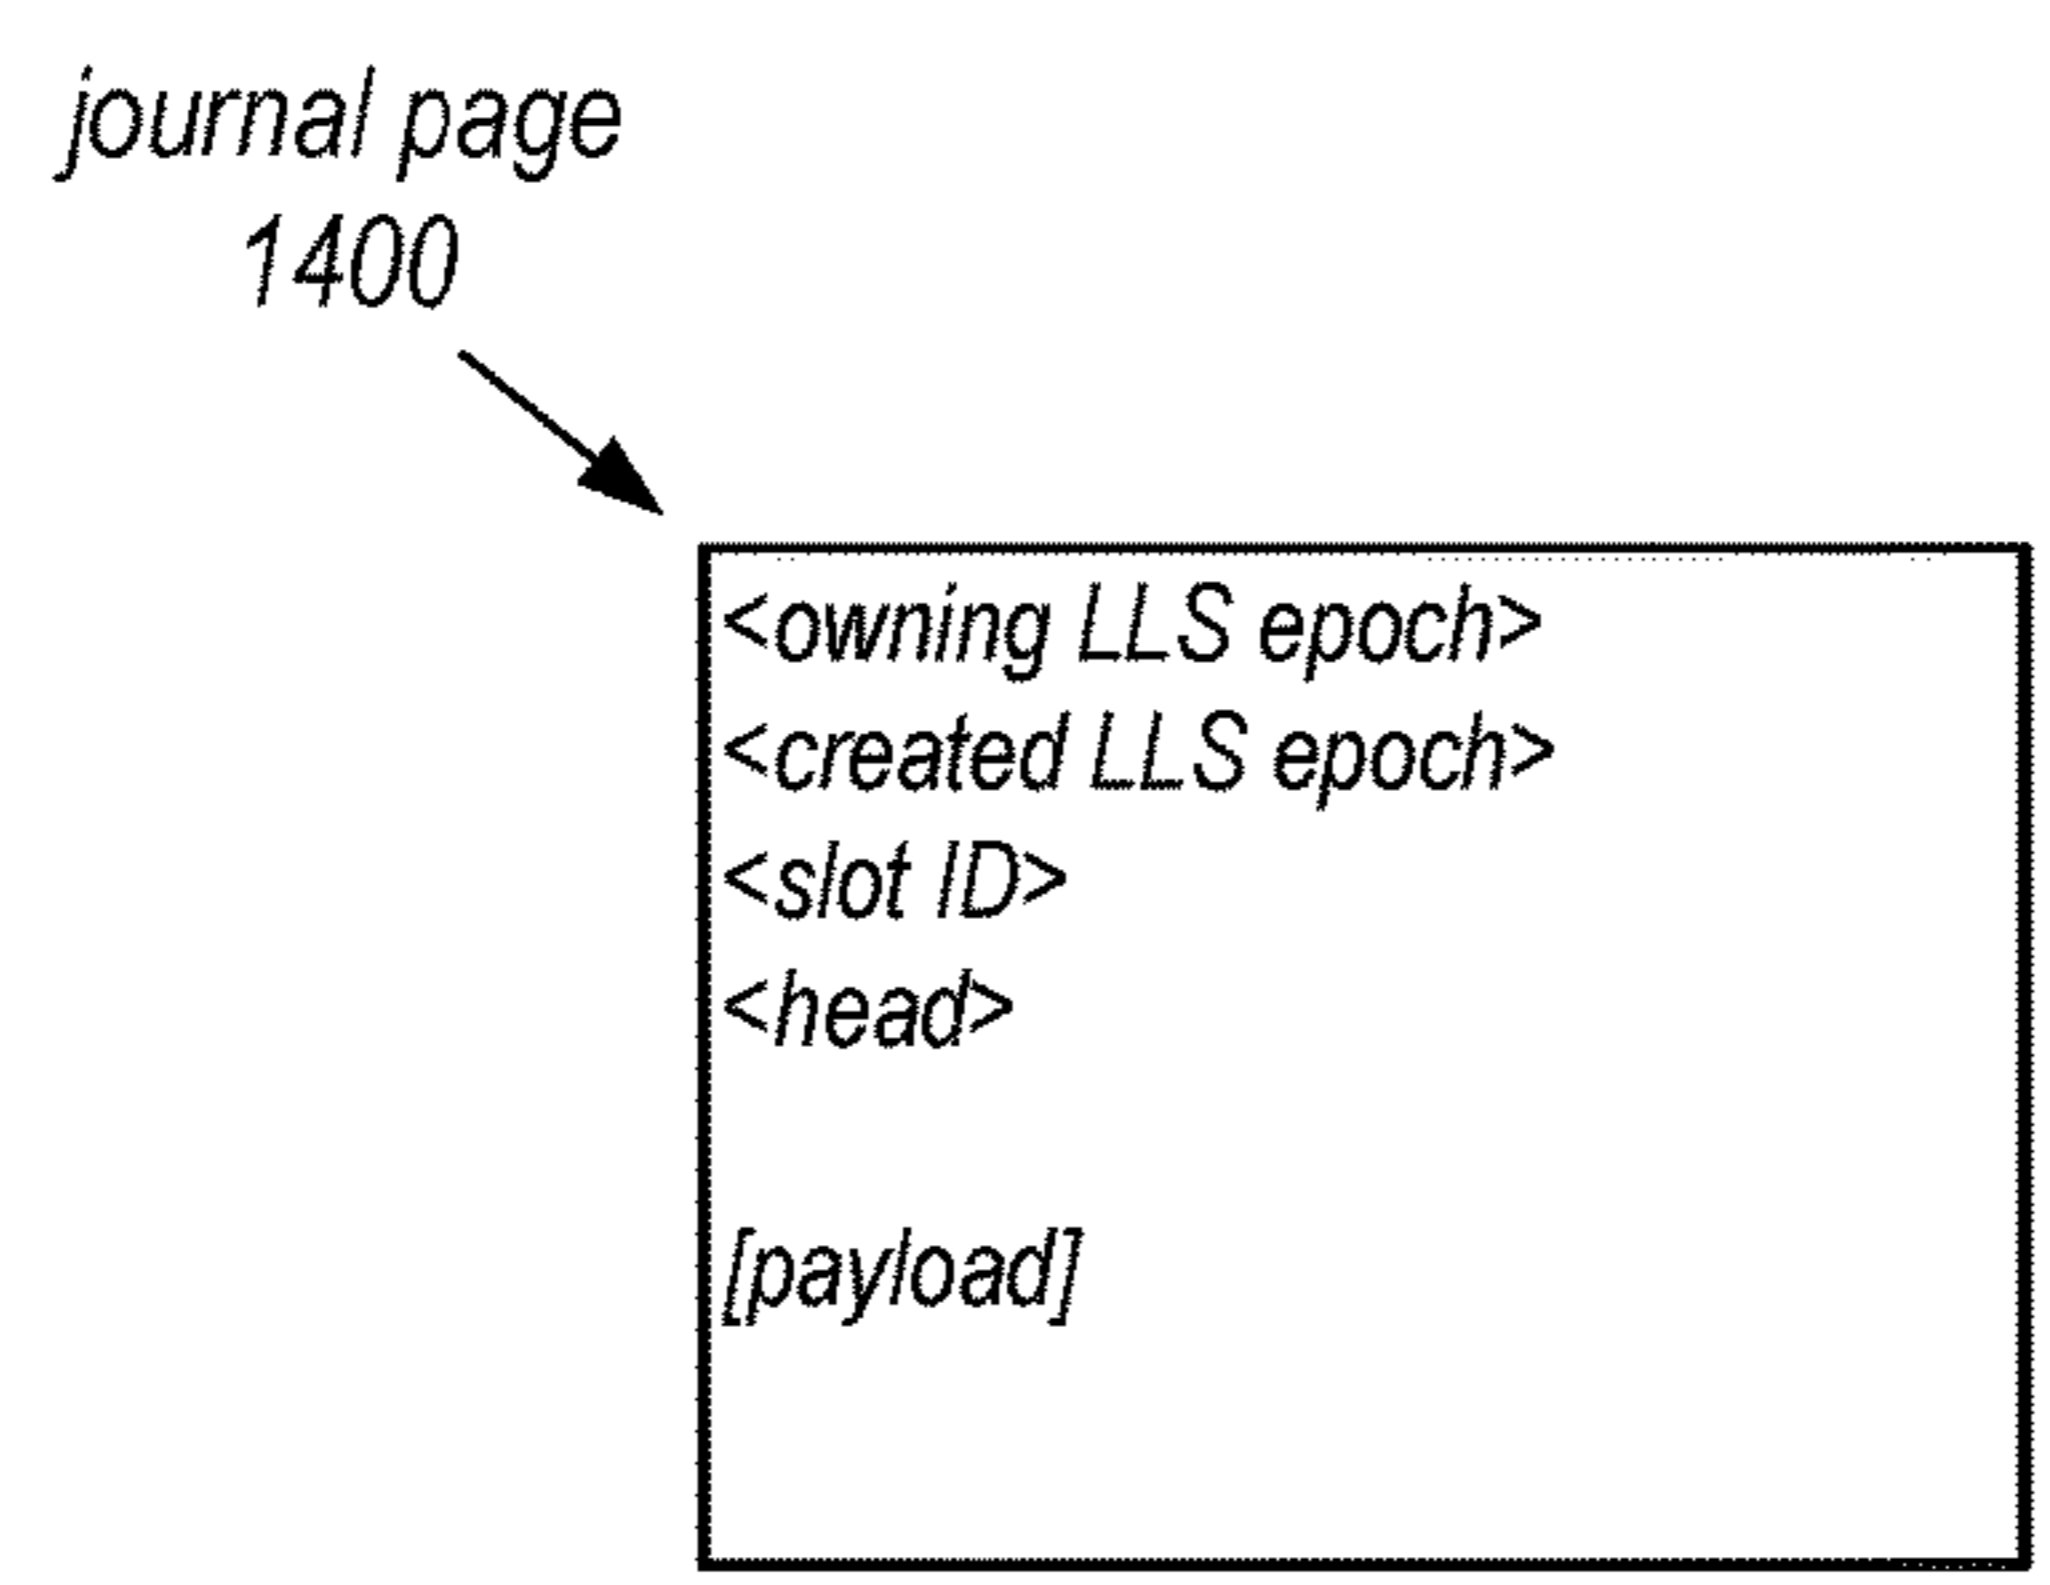 journal page
1400
<owning LLS epoch>
<created LLS epoch>
<slot ID>
<head>
[payload]